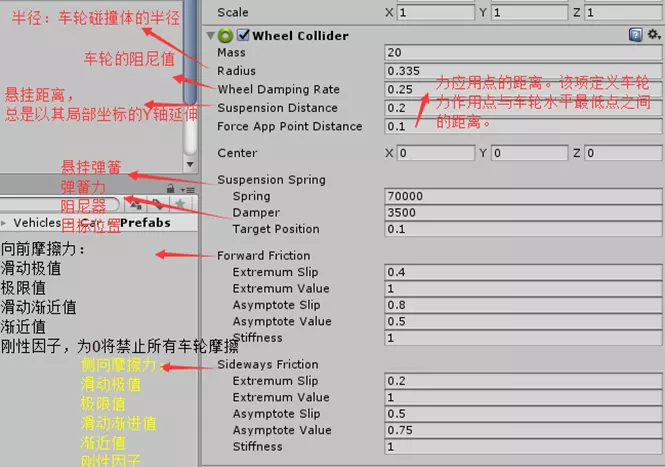 Scale X 1 Y 1 Z 1
半径：车轮碰撞体的半径
Wheel Collider
Mass 20
Radius 0.335
车轮的阻尼值
Wheel Damping Rate 0.25
Suspension Distance 0.2
Force App Point Distance 0.1
力应用点的距离。该项定义车轮
力作用点与车轮水平最低点之间
的距离。
悬挂距离，
总是以其局部坐标的Y轴延伸
Center X 0 Y 0 Z 0
悬挂弹簧
弹簧力
阻尼器
目标位置
Suspension Spring
Spring 70000
Damper 3500
Target Position 0.1
Vehicles Car Prefabs
向前摩擦力：
滑动极值
极限值
滑动渐近值
渐近值
刚性因子，为0将禁止所有车轮摩擦
Forward Friction
Extremum Slip 0.4
Extremum Value 1
Asymptote Slip 0.8
Asymptote Value 0.5
Stiffness 1
侧向摩擦力：
滑动极值
极限值
滑动渐进值
渐近值
刚性因子
Sideways Friction
Extremum Slip 0.2
Extremum Value 1
Asymptote Slip 0.5
Asymptote Value 0.75
Stiffness 1